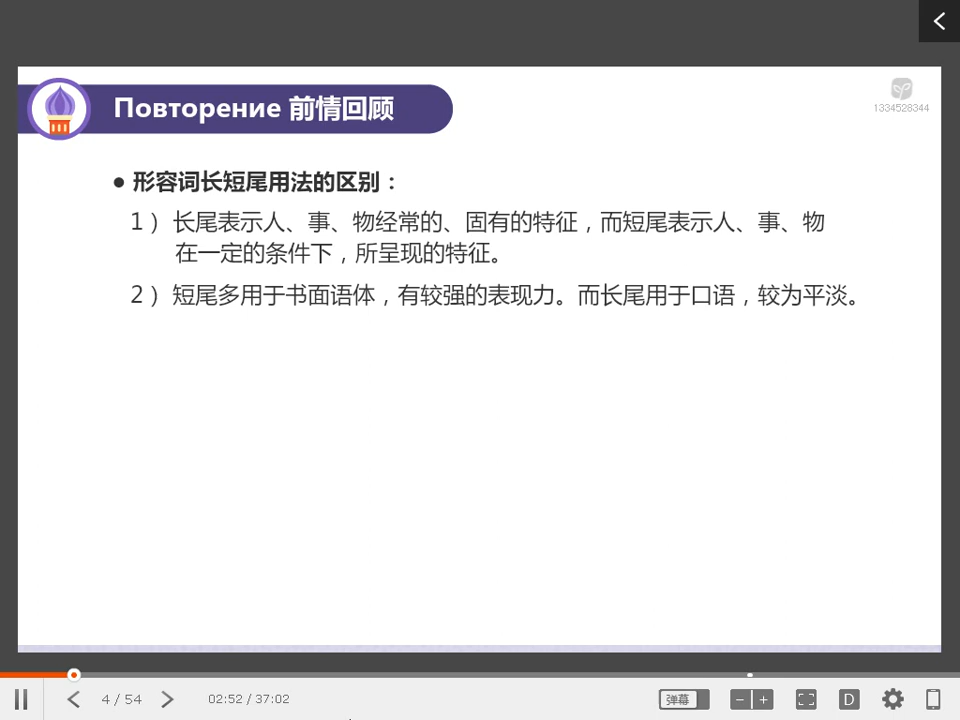 Повторение 前情回顾
1334528344
● 形容词长短尾用法的区别：
1） 长尾表示人、事、物经常的、固有的特征，而短尾表示人、事、物
在一定的条件下，所呈现的特征。
2） 短尾多用于书面语体，有较强的表现力。而长尾用于口语，较为平淡。
4 / 54 02:52 / 37:02 弹幕 D